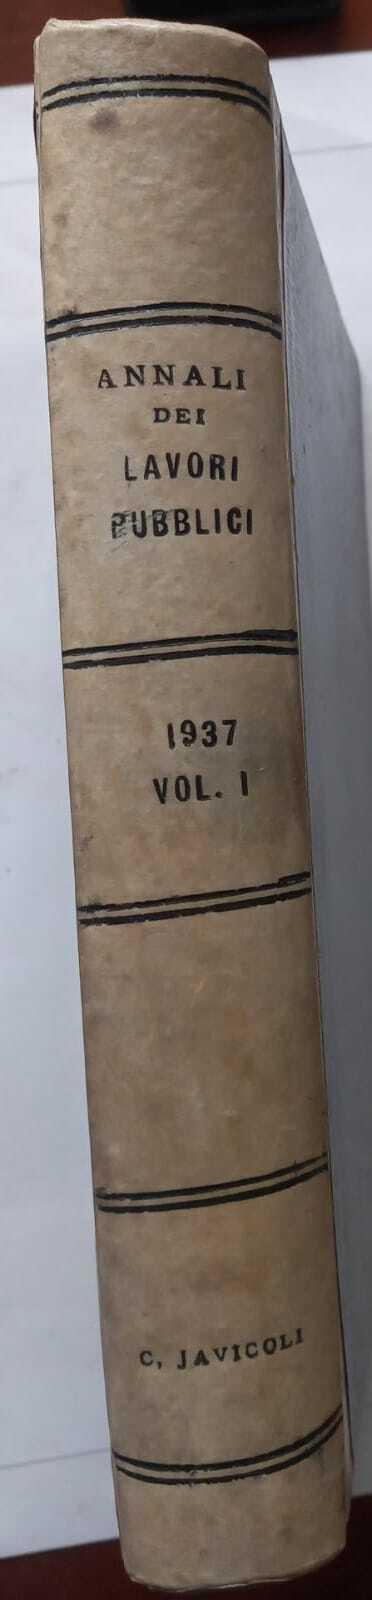 ANNALI
DEI
LAVORI
PUBBLICI
1937
VOL. I
C, JAVICOLI